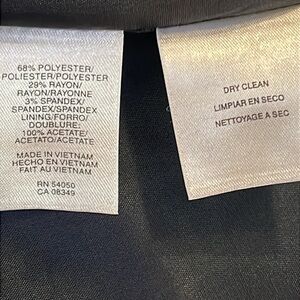 68% POLYESTER/
POLIESTER/POLYESTER
29% RAYON/
RAYON/RAYONNE
3% SPANDEX/
SPANDEX/SPANDEX
LINING/FORRO/
DOUBLURE:
100% ACETATE/
ACETATO/ACETATE
MADE IN VIETNAM
HECHO EN VIETNAM
FAIT AU VIETNAM
RN 54050
CA 08349
DRY CLEAN
LIMPIAR EN SECO
NETTOYAGE A SEC